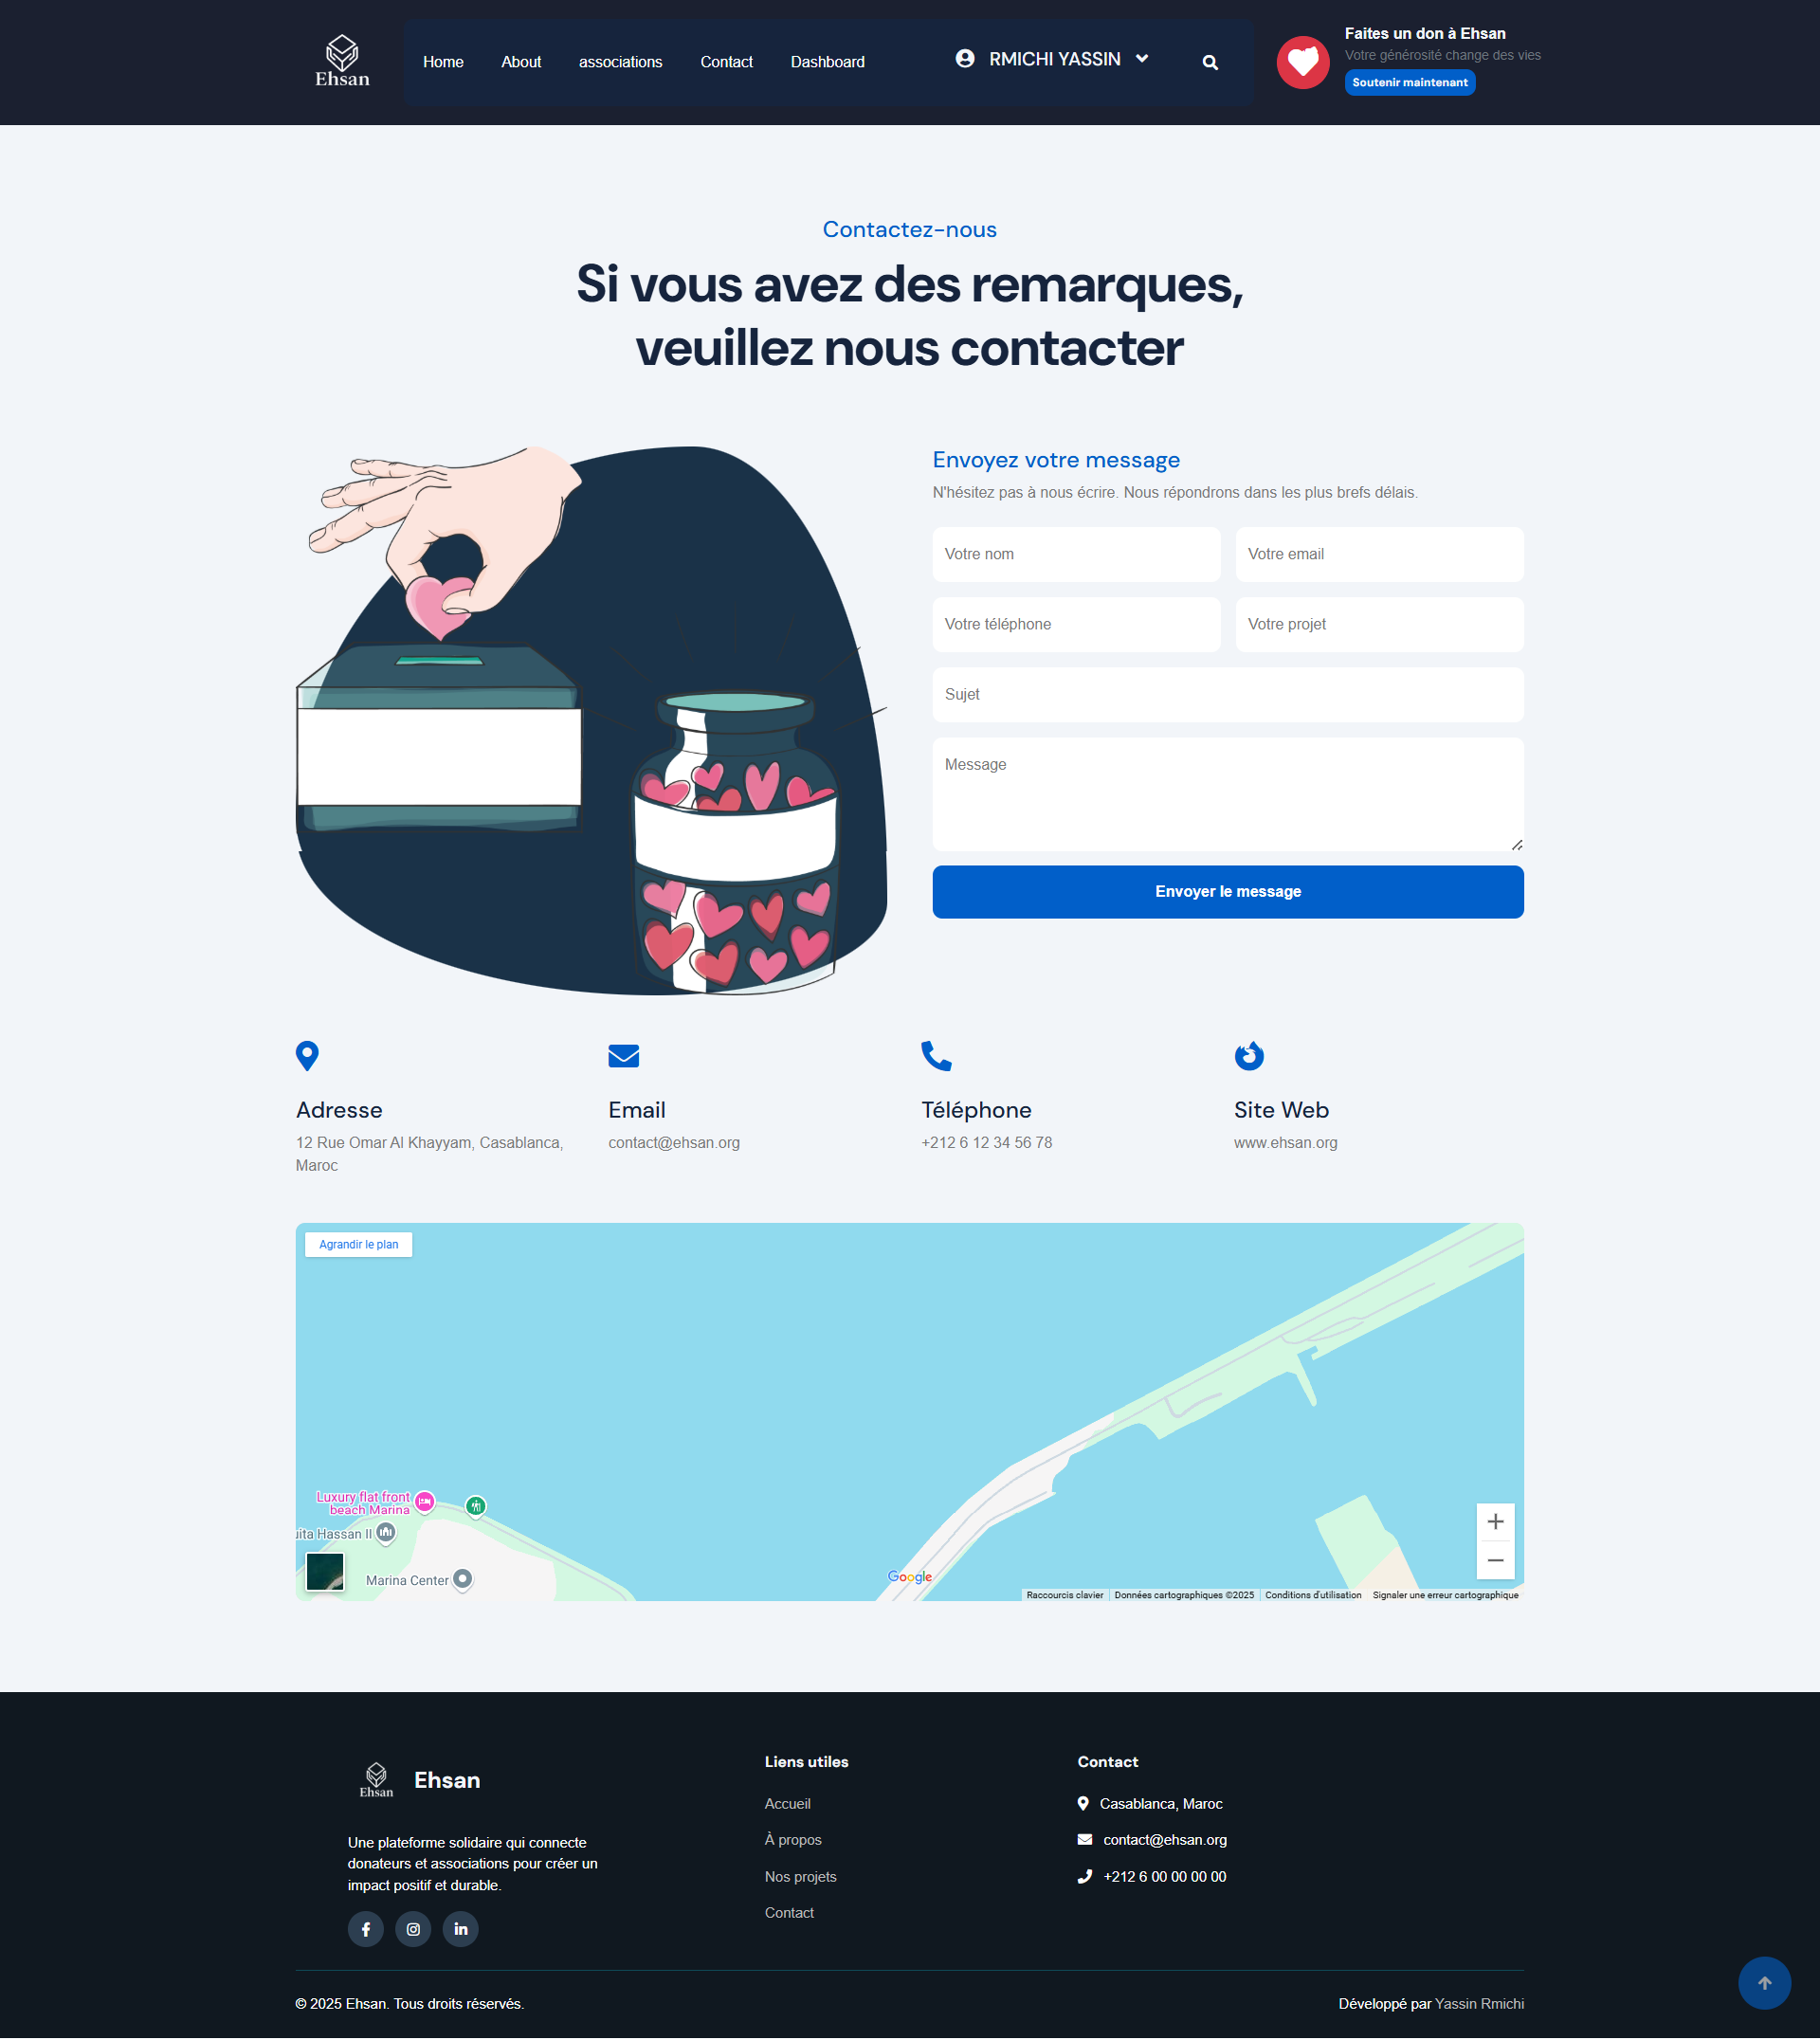 Ehsan
Home
About
associations
Contact
Dashboard
RMICHI YASSIN
Faites un don à Ehsan
Votre générosité change des vies
Soutenir maintenant
Contactez-nous
Si vous avez des remarques,
veuillez nous contacter
Envoyez votre message
N'hésitez pas à nous écrire. Nous répondrons dans les plus brefs délais.
Votre nom
Votre email
Votre téléphone
Votre projet
Sujet
Message
Envoyer le message
Adresse
12 Rue Omar Al Khayyam, Casablanca,
Maroc
Email
contact@ehsan.org
Téléphone
+212 6 12 34 56 78
Site Web
www.ehsan.org
Agrandir le plan
Luxury flat front
beach Marina
uita Hassan II
Marina Center
Google
Raccourcis clavier
Données cartographiques ©2025
Conditions d'utilisation
Signaler une erreur cartographique
Ehsan
Ehsan
Une plateforme solidaire qui connecte
donateurs et associations pour créer un
impact positif et durable.
Liens utiles
Accueil
À propos
Nos projets
Contact
Contact
Casablanca, Maroc
contact@ehsan.org
+212 6 00 00 00 00
© 2025 Ehsan. Tous droits réservés.
Développé par Yassin Rmichi